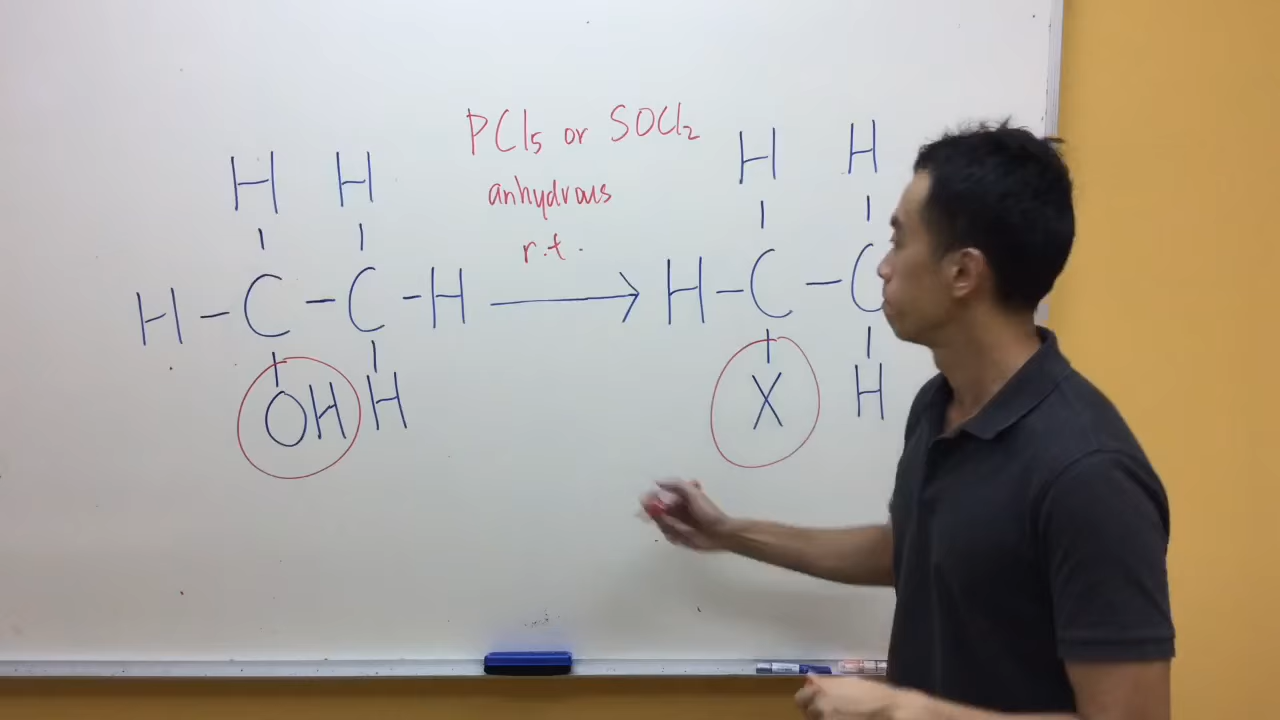 PCl₅ or SOCl₂
anhydrous
r.t.
H H
H - C - C - H
OH H
H H
H - C - C
X H